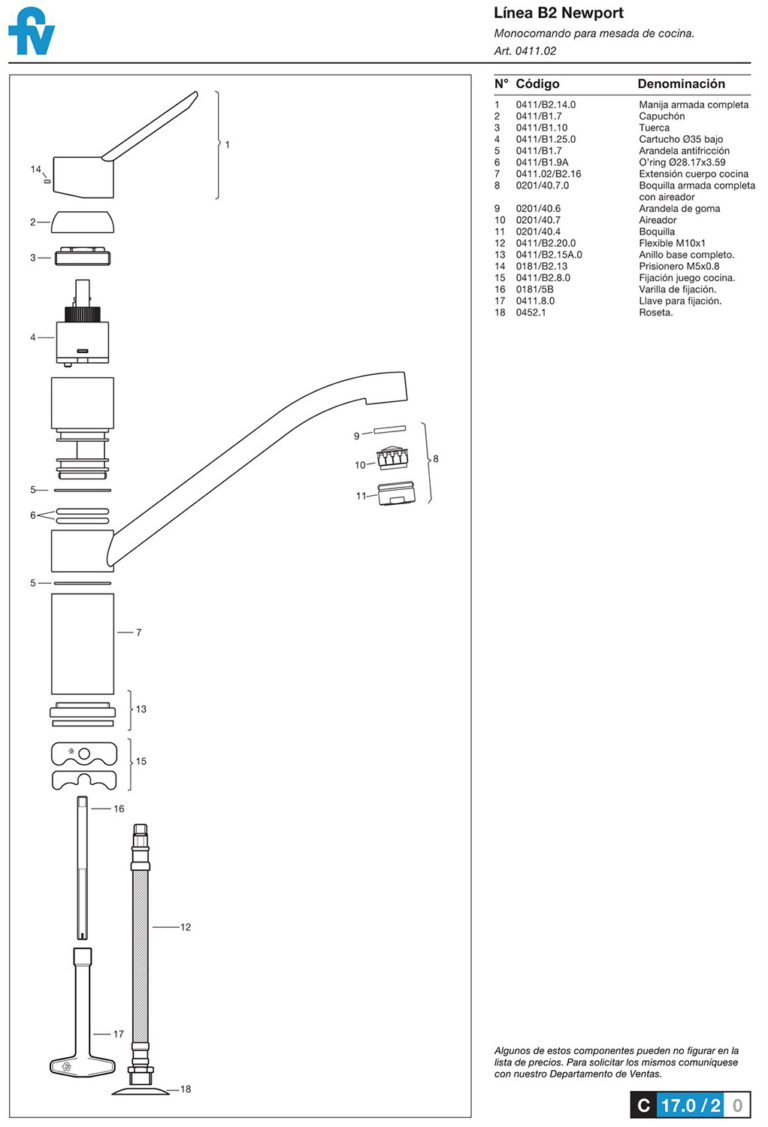 fv
Línea B2 Newport
Monocomando para mesada de cocina.
Art. 0411.02
N° Código Denominación
1 0411/B2.14.0 Manija armada completa
2 0411/B1.7 Capuchón
3 0411/B1.10 Tuerca
4 0411/B1.25.0 Cartucho Ø35 bajo
5 0411/B1.7 Arandela antifricción
6 0411/B1.9A O'ring Ø28.17x3.59
7 0411.02/B2.16 Extensión cuerpo cocina
8 0201/40.7.0 Boquilla armada completa
con aireador
9 0201/40.6 Arandela de goma
10 0201/40.7 Aireador
11 0201/40.4 Boquilla
12 0411/B2.20.0 Flexible M10x1
13 0411/B2.15A.0 Anillo base completo.
14 0181/B2.13 Prisionero M5x0.8
15 0411/B2.8.0 Fijación juego cocina.
16 0181/5B Varilla de fijación.
17 0411.8.0 Llave para fijación.
18 0452.1 Roseta.
1
14
2
3
4
9
8
10
11
5
6
5
7
13
15
16
12
17
18
Algunos de estos componentes pueden no figurar en la
lista de precios. Para solicitar los mismos comuníquese
con nuestro Departamento de Ventas.
C 17.0 / 2 0